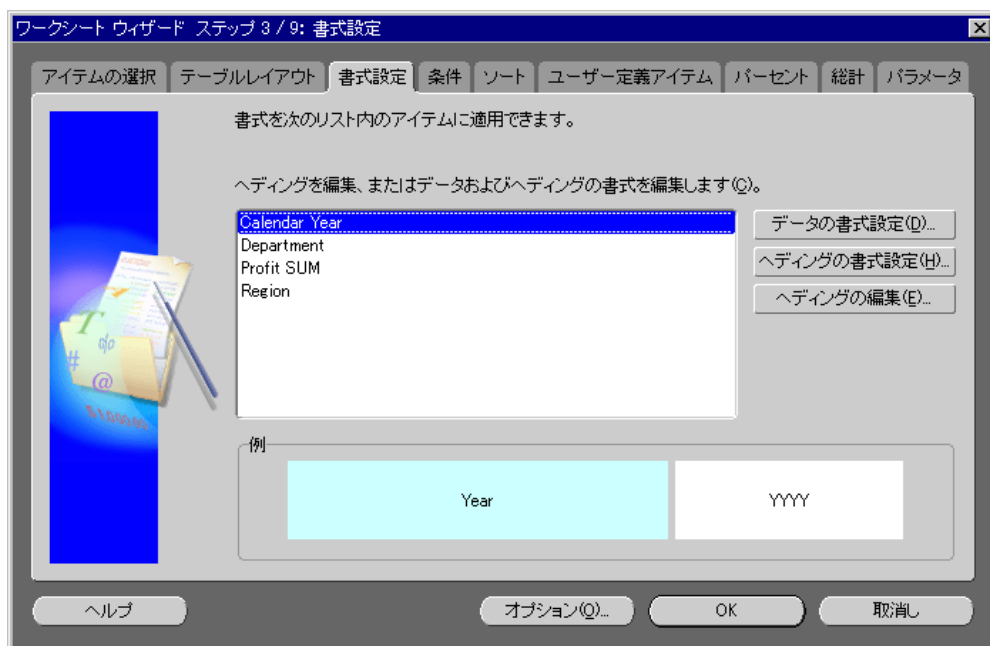 ワークシート ウィザード ステップ 3 / 9: 書式設定
アイテムの選択 テーブルレイアウト 書式設定 条件 ソート ユーザー定義アイテム パーセント 総計 パラメータ
書式を次のリスト内のアイテムに適用できます。
ヘディングを編集、またはデータおよびヘディングの書式を編集します(C)。
Calendar Year
Department
Profit SUM
Region
データの書式設定(D)...
ヘディングの書式設定(H)...
ヘディングの編集(E)...
T
%
#
@
例
Year YYYY
ヘルプ オプション(O)... OK 取消し